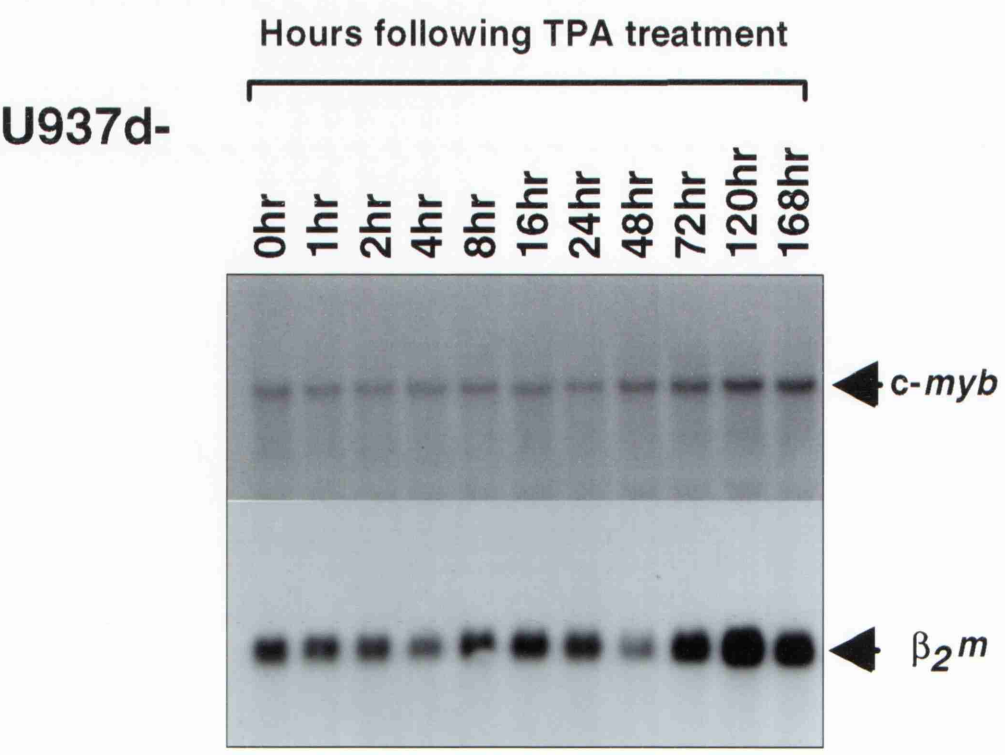 Hours following TPA treatment
U937d-
0hr 1hr 2hr 4hr 8hr 16hr 24hr 48hr 72hr 120hr 168hr
c-myb
β2m